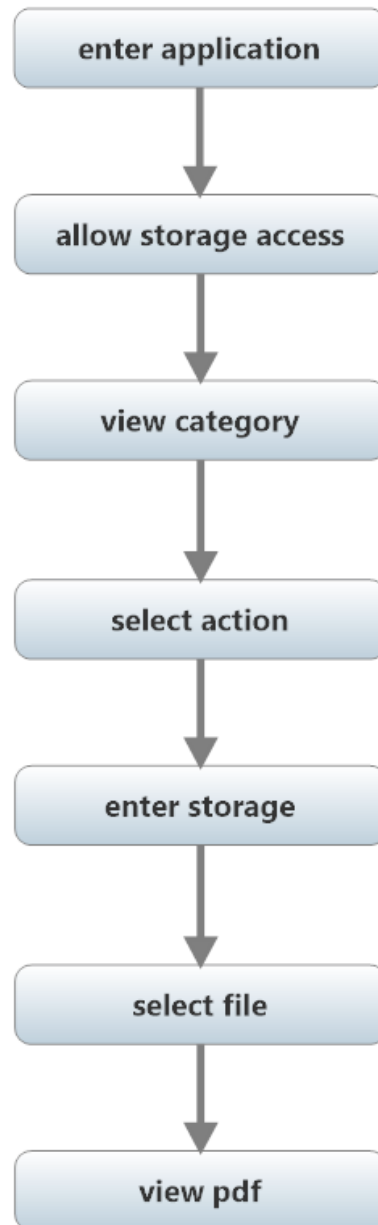 enter application
allow storage access
view category
select action
enter storage
select file
view pdf